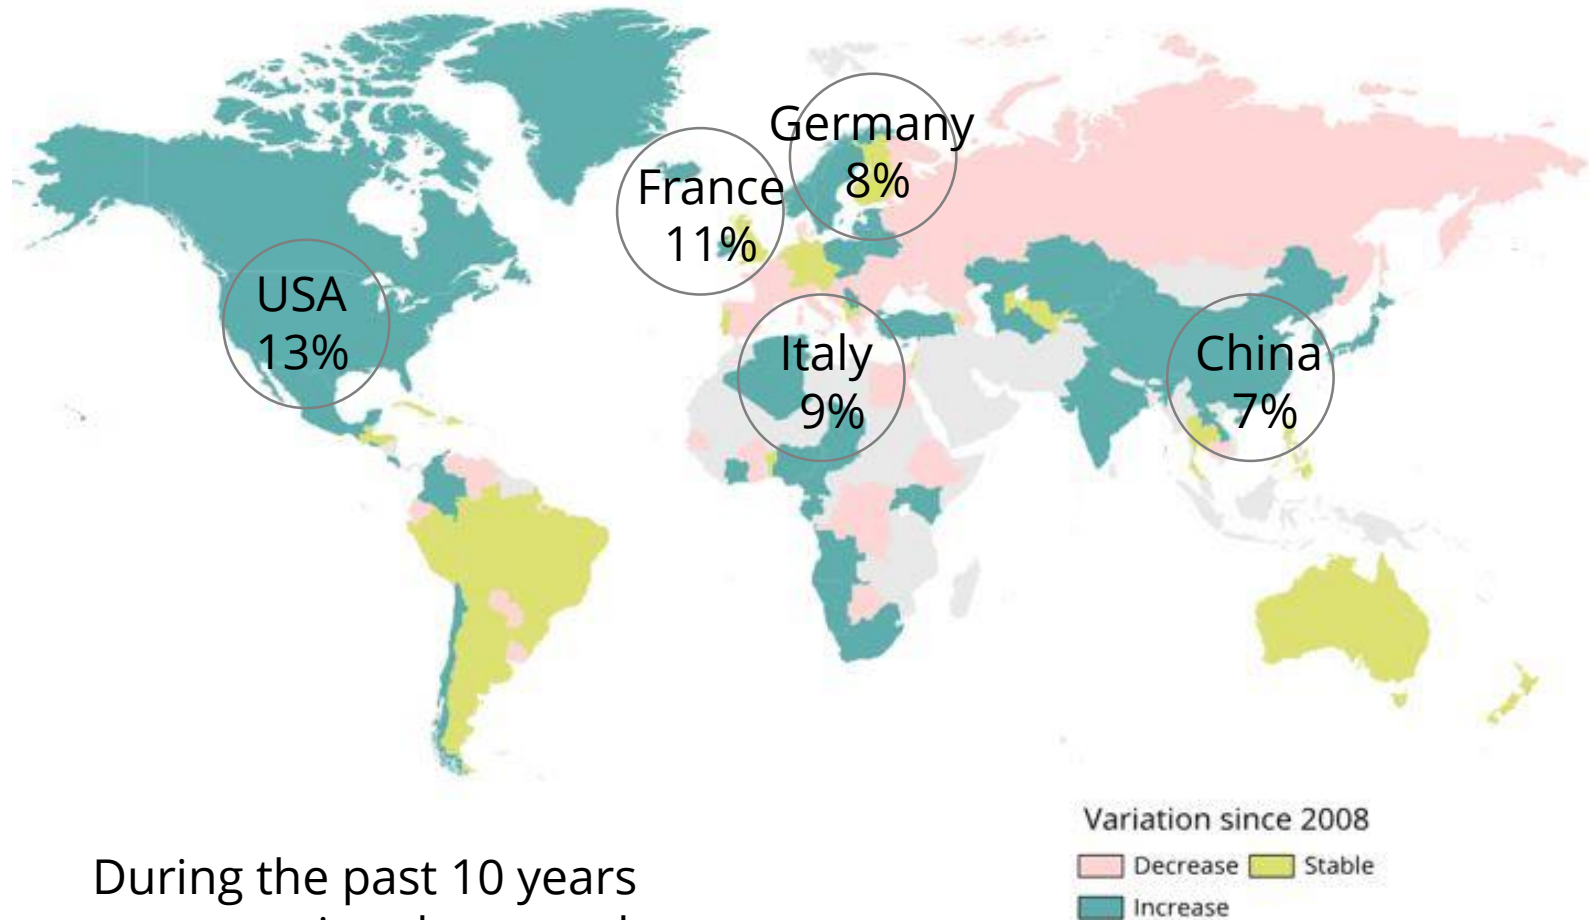 Germany
8%
France
11%
USA
13%
Italy
9%
China
7%
Variation since 2008
Decrease
Stable
Increase
During the past 10 years